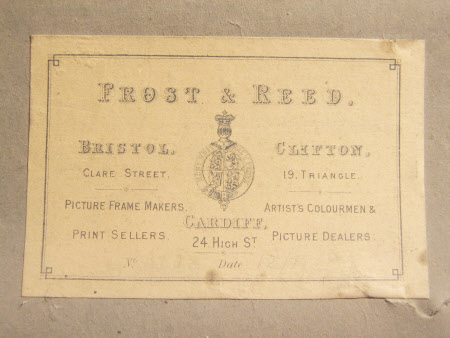 FROST & REED.
BRISTOL. CLIFTON,
CLARE STREET. 19, TRIANGLE.
PICTURE FRAME MAKERS. ARTISTS COLOURMEN &
CARDIFF.
PRINT SELLERS 24 HIGH ST PICTURE DEALERS
No Date